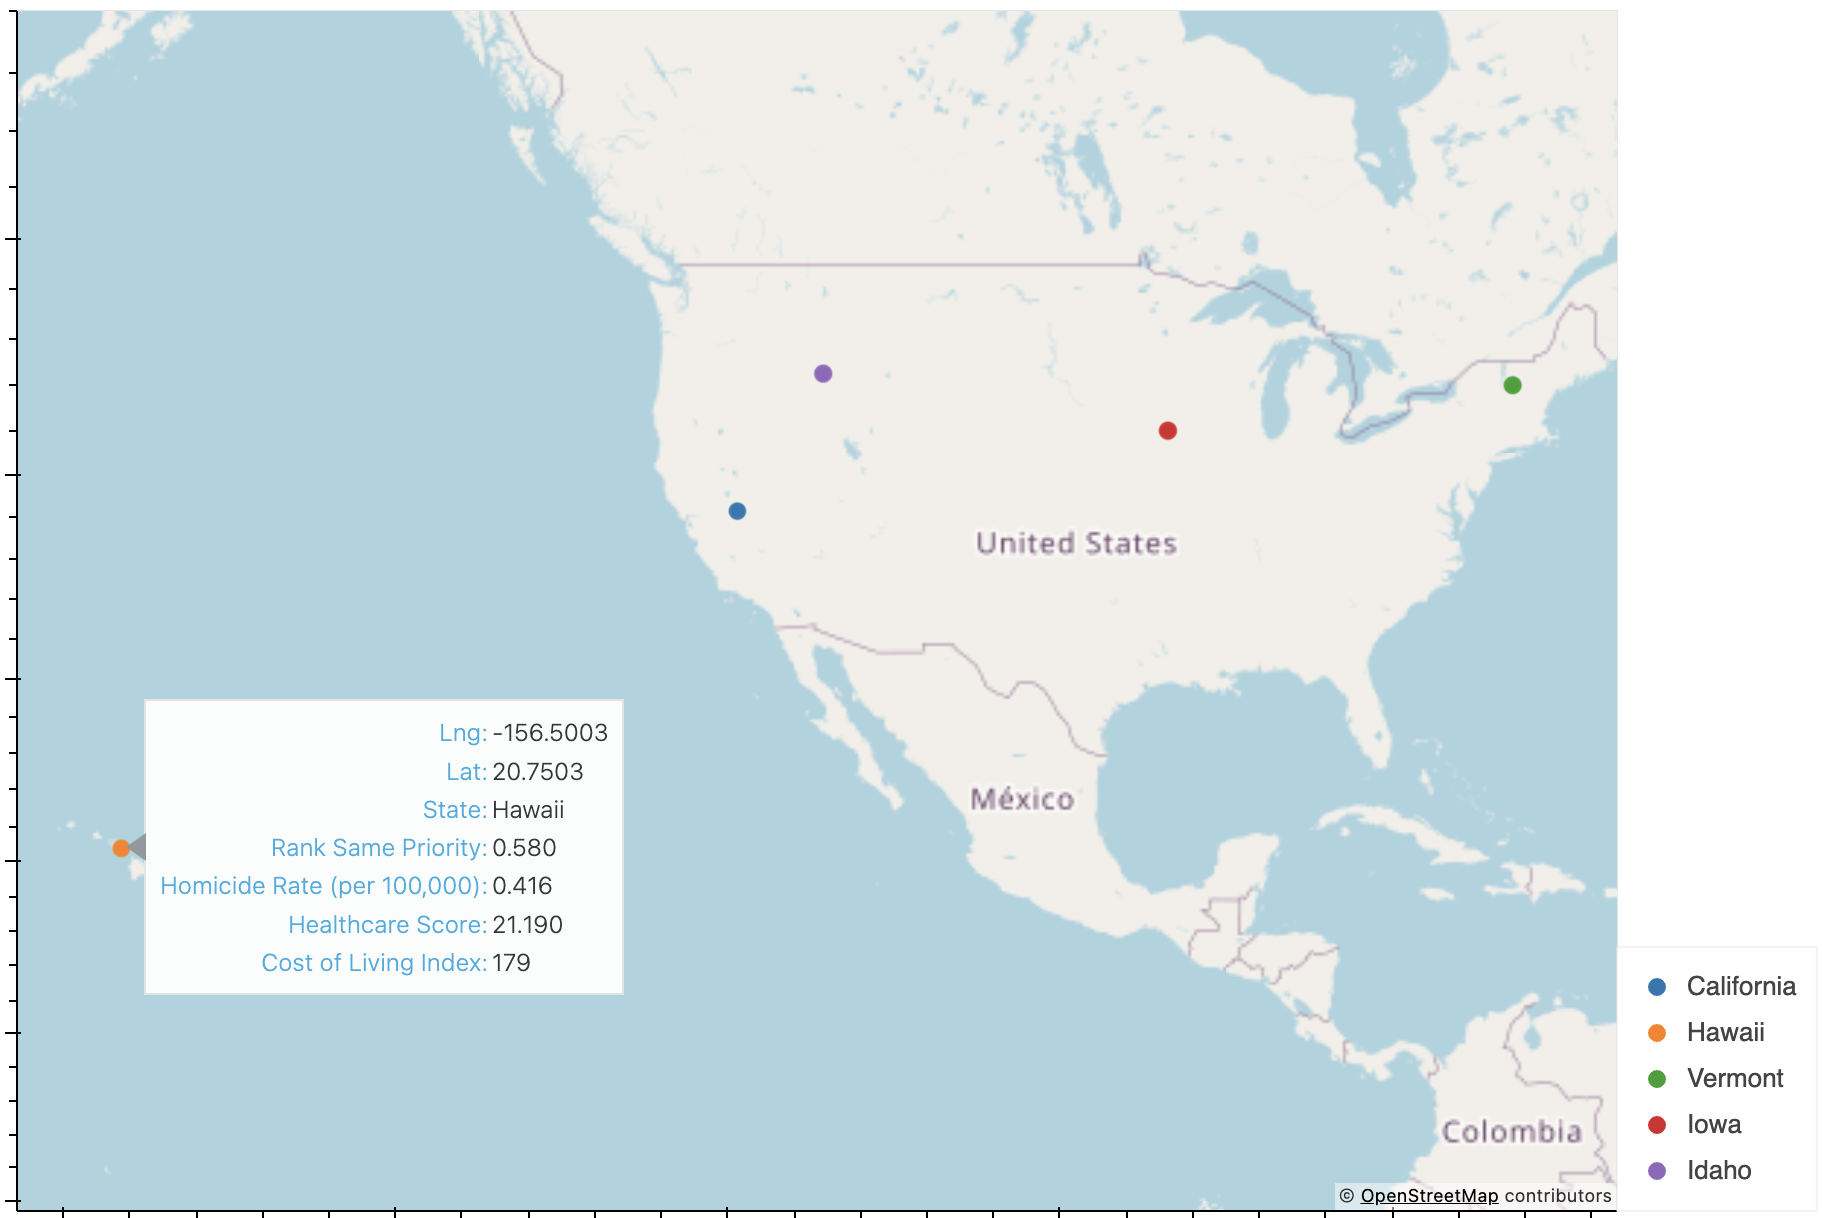 United States
Lng: -156.5003
Lat: 20.7503
State: Hawaii
Rank Same Priority: 0.580
Homicide Rate (per 100,000): 0.416
Healthcare Score: 21.190
Cost of Living Index: 179
México
Colombia
© OpenStreetMap contributors
California
Hawaii
Vermont
Iowa
Idaho